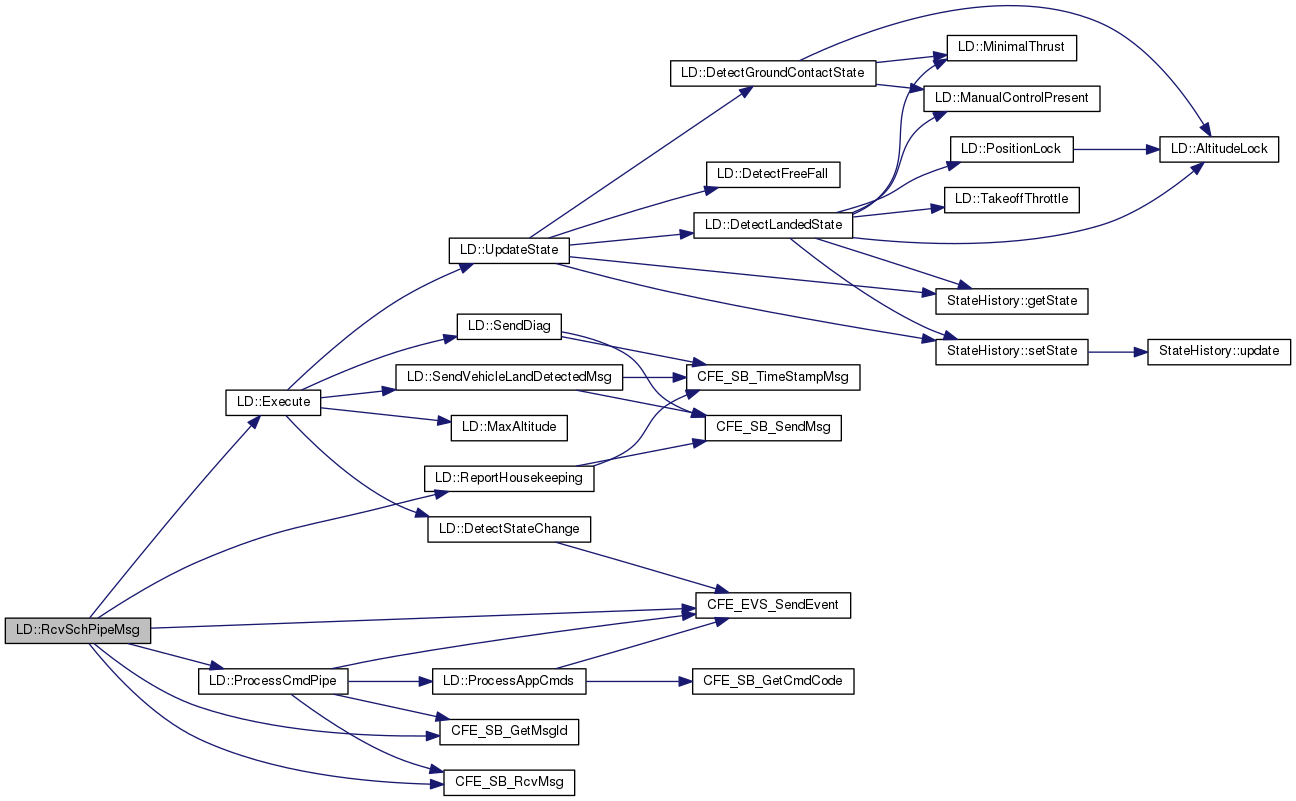 LD::MinimalThrust
LD::DetectGroundContactState
LD::ManualControlPresent
LD::PositionLock
LD::AltitudeLock
LD::DetectFreeFall
LD::TakeoffThrottle
LD::DetectLandedState
LD::UpdateState
StateHistory::getState
LD::SendDiag
StateHistory::setState
StateHistory::update
LD::SendVehicleLandDetectedMsg
CFE_SB_TimeStampMsg
LD::Execute
LD::MaxAltitude
CFE_SB_SendMsg
LD::ReportHousekeeping
LD::DetectStateChange
CFE_EVS_SendEvent
LD::RcvSchPipeMsg
LD::ProcessCmdPipe
LD::ProcessAppCmds
CFE_SB_GetCmdCode
CFE_SB_GetMsgId
CFE_SB_RcvMsg